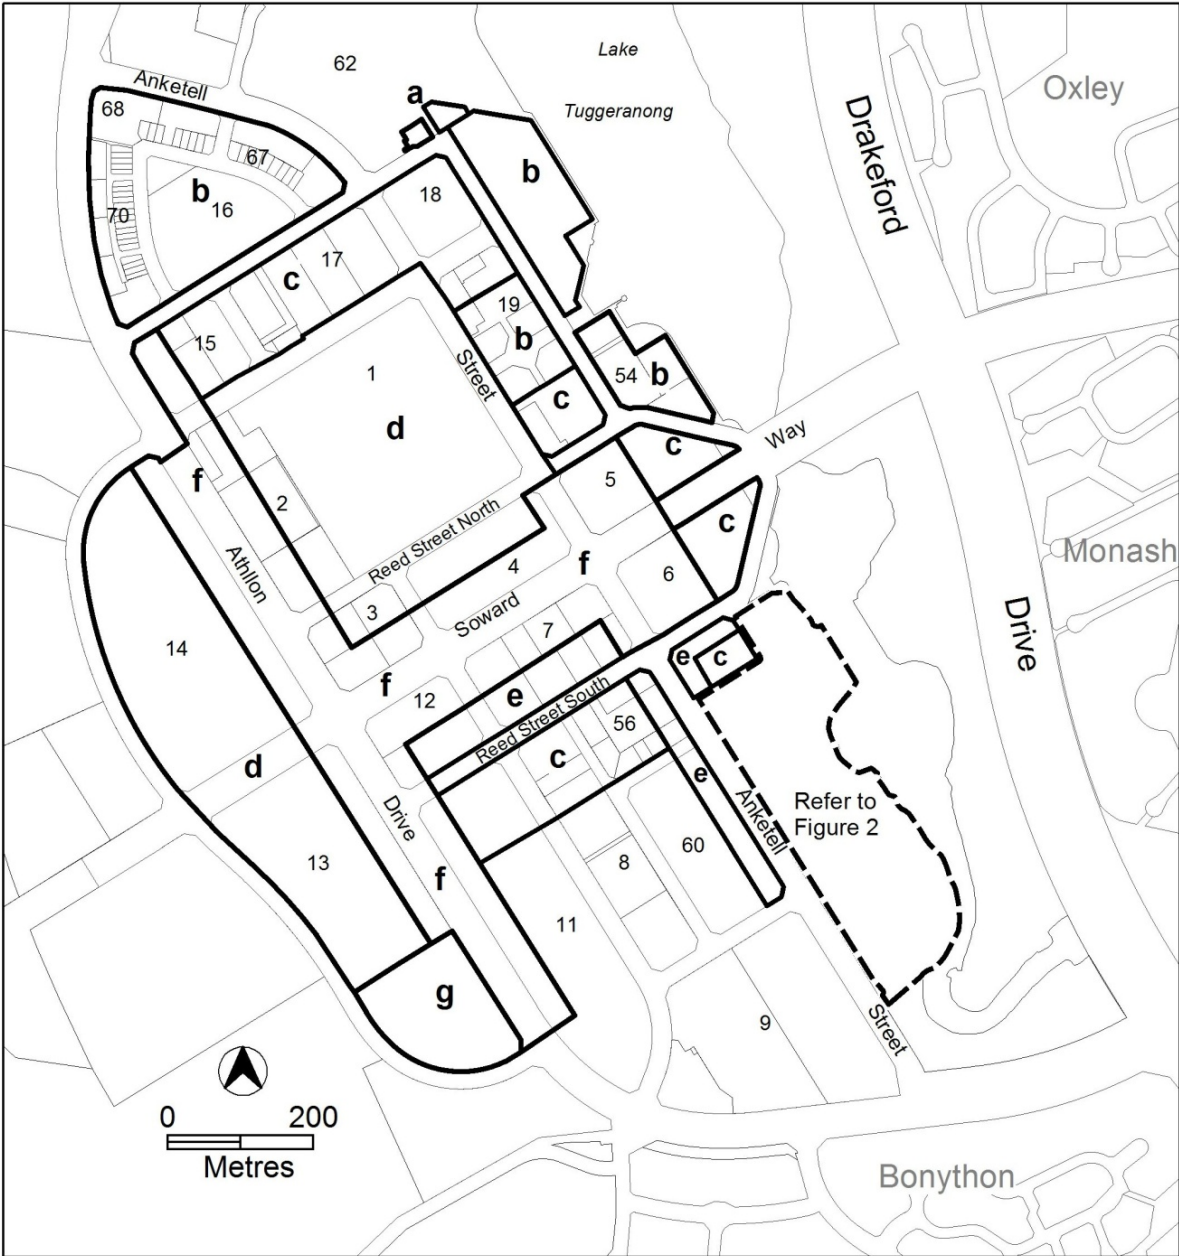 62
Lake
Tuggeranong
Oxley
Anketell
68
a
Drakeford
67
b
16
b
70
18
17
c
19
b
15
Street
1
54
b
c
d
Way
c
5
f
2
c
Reed Street North
Monash
Athllon
4
f
6
3
Soward
14
7
Drive
e
c
f
12
e
Reed Street South
56
c
d
e
Anketell
Refer to
Figure 2
Drive
60
13
8
f
11
g
9
Street
0 200
Metres
Bonython